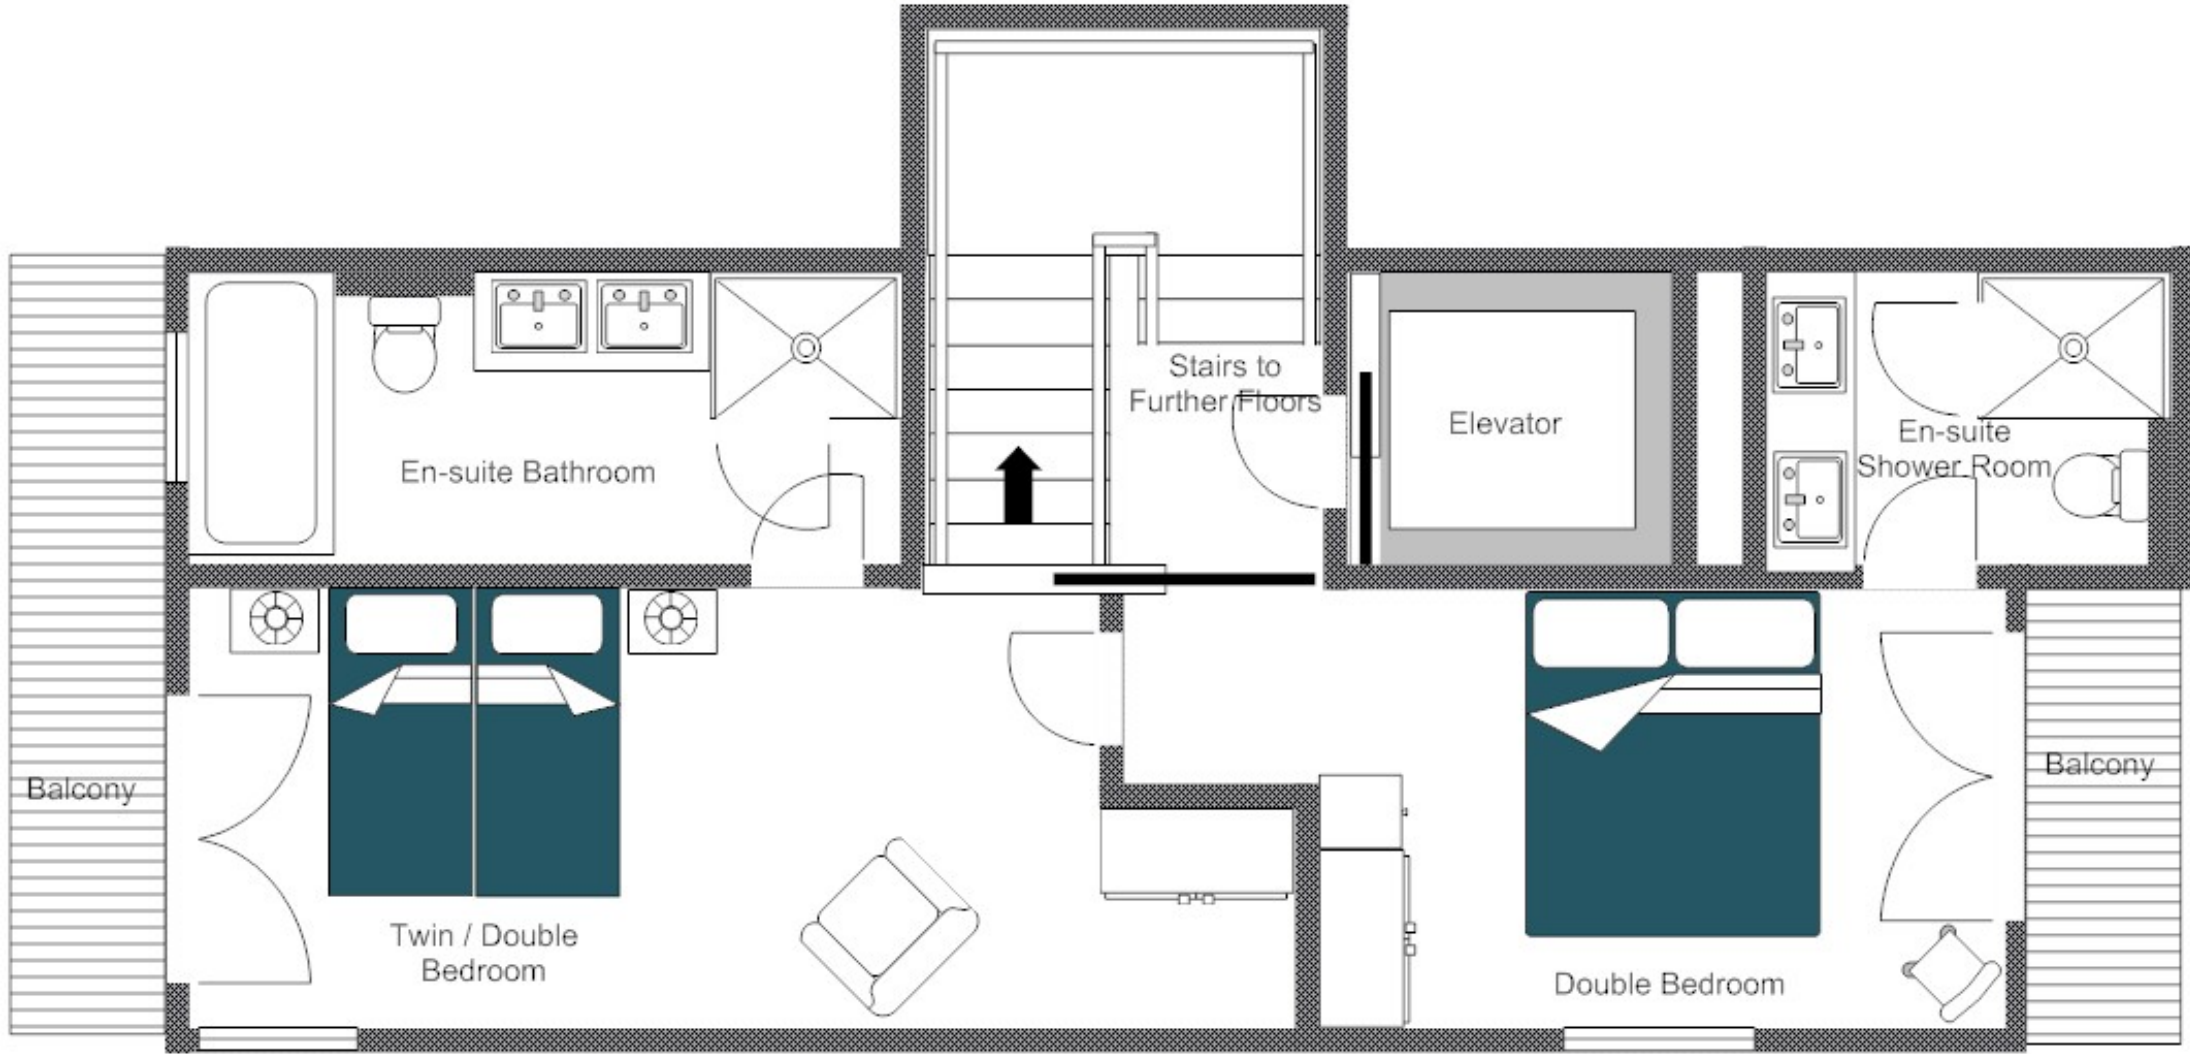 Stairs to
Further Floors
Elevator
En-suite
Shower Room
En-suite Bathroom
Balcony
Balcony
Twin / Double
Bedroom
Double Bedroom